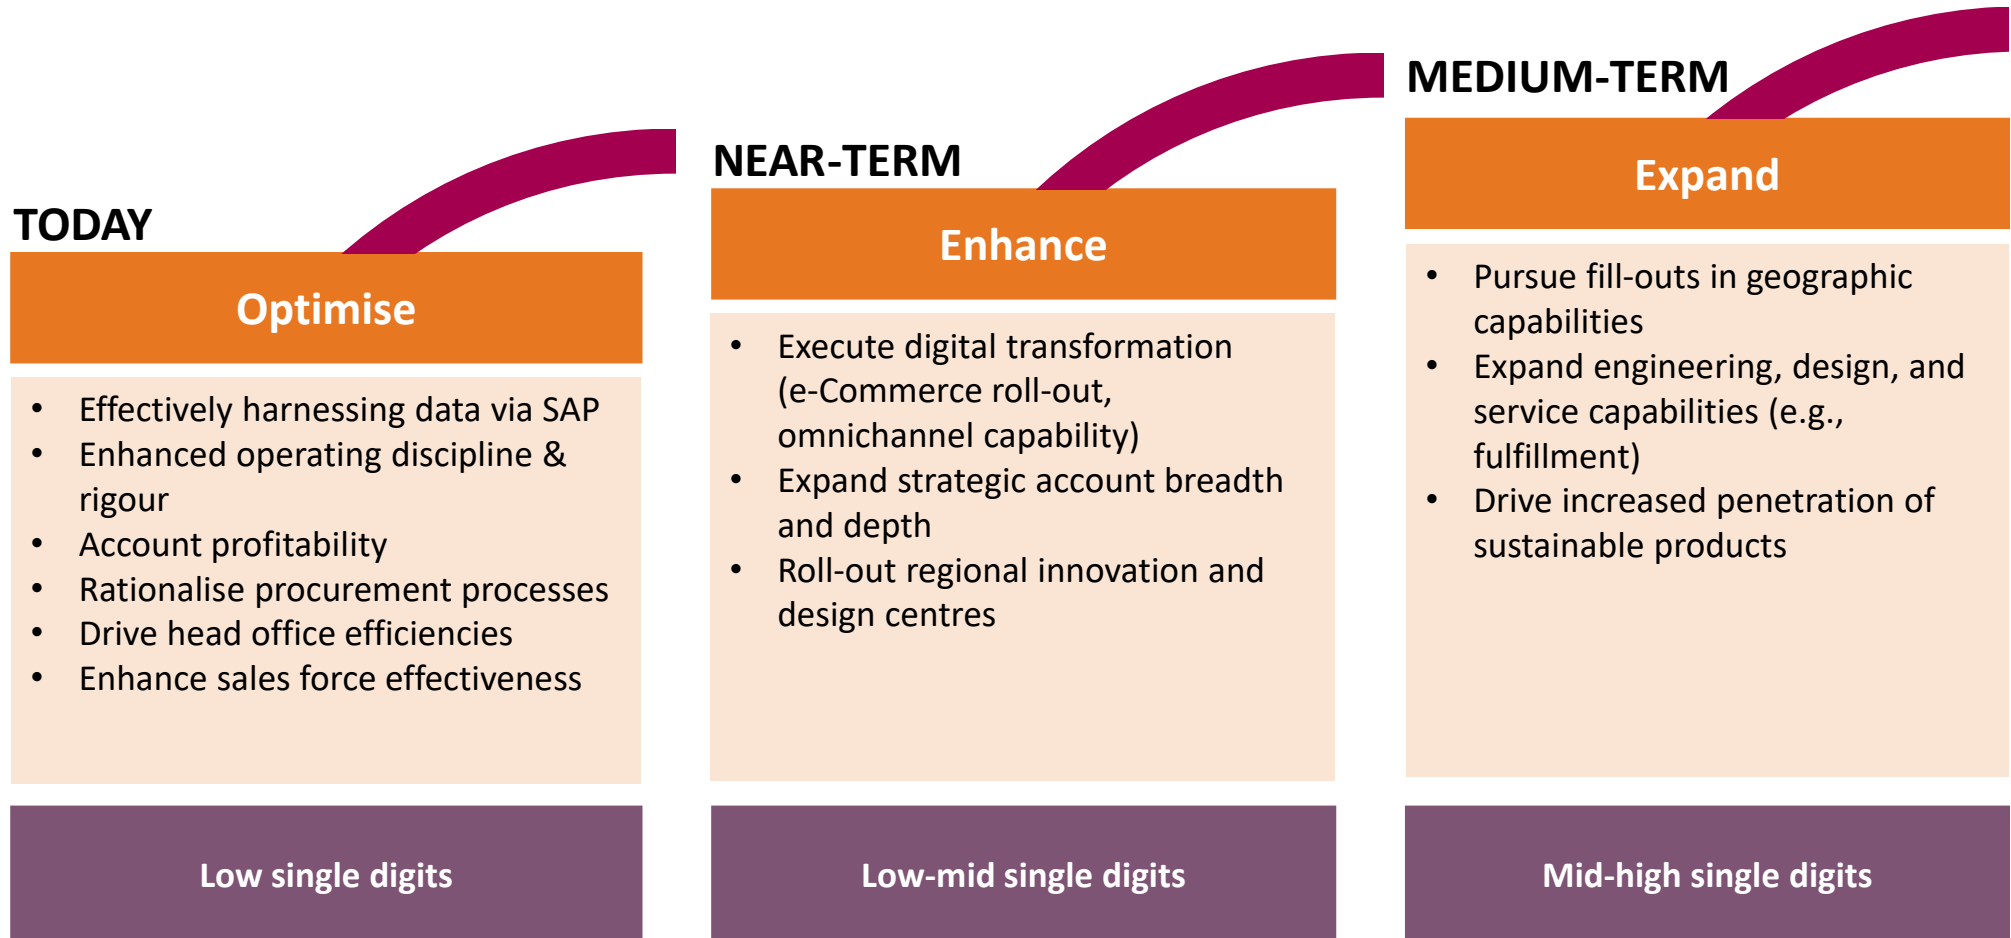 TODAY
Optimise
• Effectively harnessing data via SAP
• Enhanced operating discipline &
rigour
• Account profitability
• Rationalise procurement processes
• Drive head office efficiencies
• Enhance sales force effectiveness
Low single digits
NEAR-TERM
Enhance
• Execute digital transformation
(e-Commerce roll-out,
omnichannel capability)
• Expand strategic account breadth
and depth
• Roll-out regional innovation and
design centres
Low-mid single digits
MEDIUM-TERM
Expand
• Pursue fill-outs in geographic
capabilities
• Expand engineering, design, and
service capabilities (e.g.,
fulfillment)
• Drive increased penetration of
sustainable products
Mid-high single digits